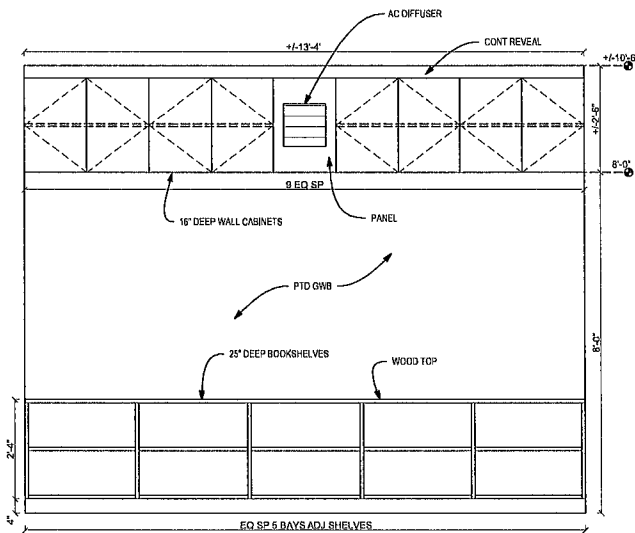 AC DIFFUSER
+/-13'-4"
CONT REVEAL
+/-10'-6
+/-2'-6"
8'-0"
9 EQ SP
16" DEEP WALL CABINETS
PANEL
PTD GWB
8'-0"
25" DEEP BOOKSHELVES
WOOD TOP
2'-4"
4"
EQ SP 5 BAYS ADJ SHELVES